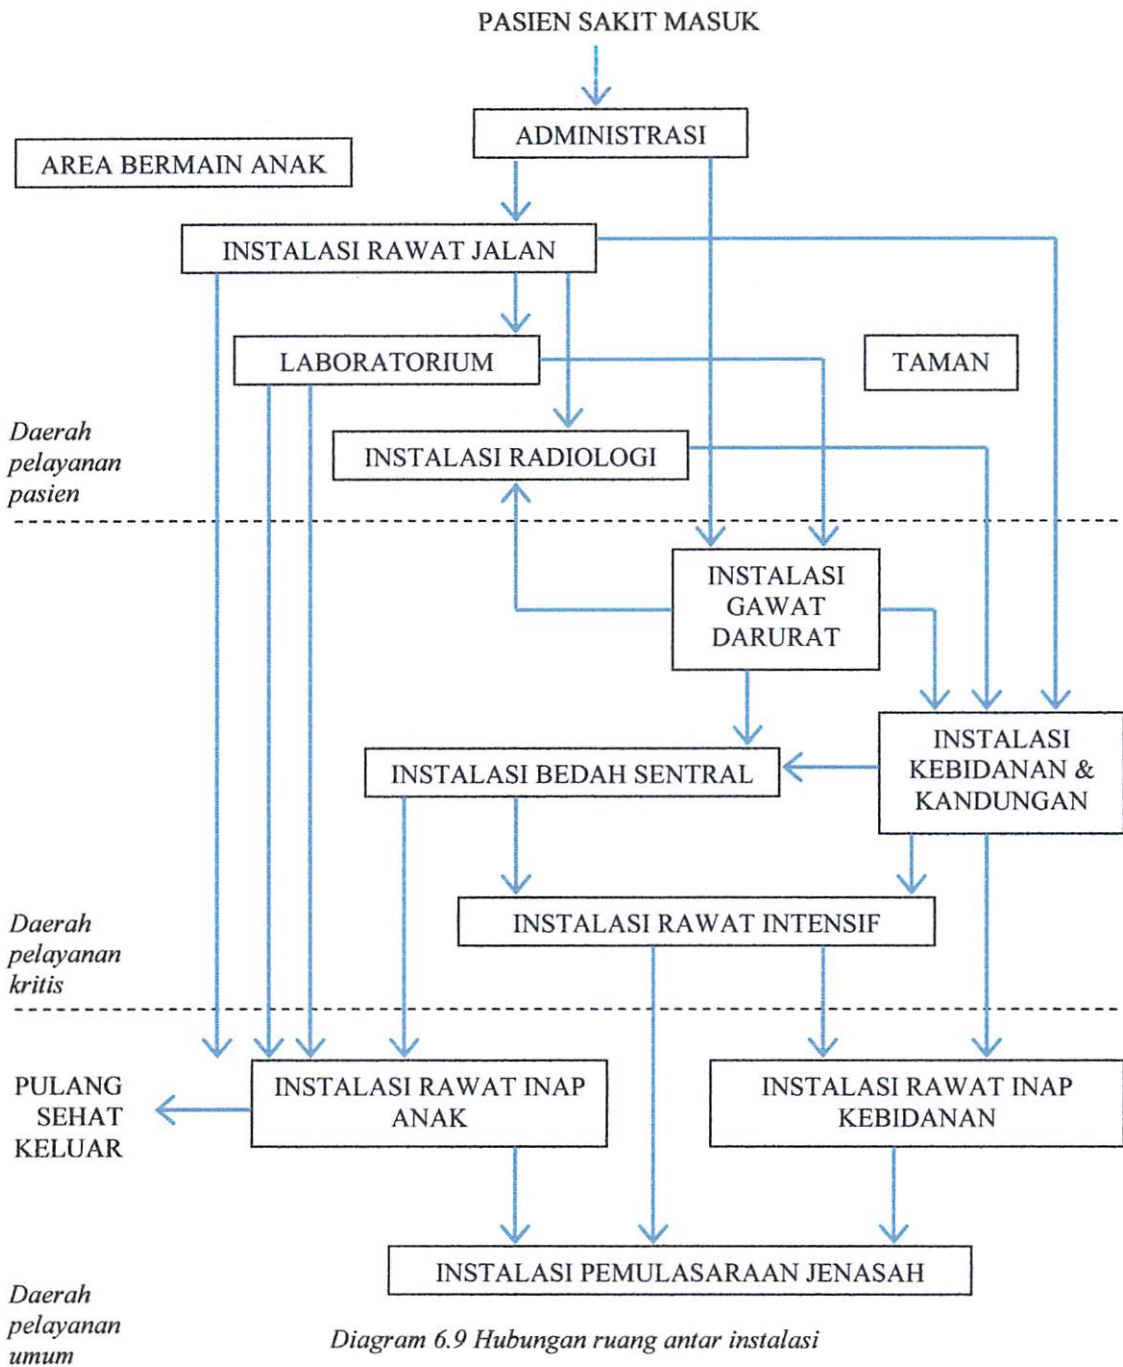 PASIEN SAKIT MASUK
ADMINISTRASI
AREA BERMAIN ANAK
INSTALASI RAWAT JALAN
LABORATORIUM
TAMAN
Daerah
pelayanan
pasien
INSTALASI RADIOLOGI
INSTALASI
GAWAT
DARURAT
INSTALASI
KEBIDANAN &
KANDUNGAN
INSTALASI BEDAH SENTRAL
INSTALASI RAWAT INTENSIF
Daerah
pelayanan
kritis
PULANG
SEHAT
KELUAR
INSTALASI RAWAT INAP
ANAK
INSTALASI RAWAT INAP
KEBIDANAN
INSTALASI PEMULASARAAN JENASAH
Daerah
pelayanan
umum
Diagram 6.9 Hubungan ruang antar instalasi